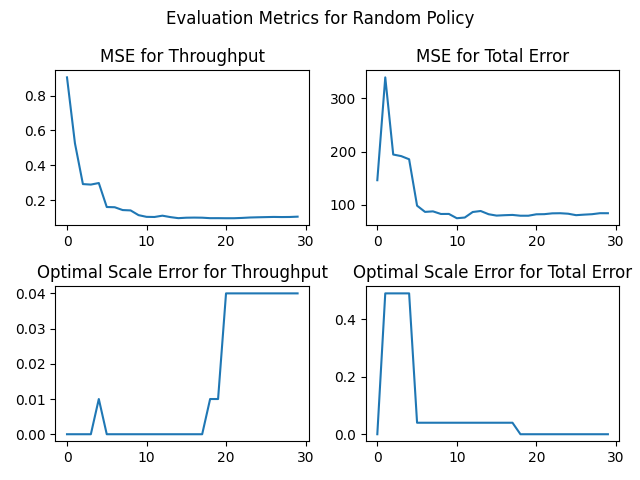 Evaluation Metrics for Random Policy
MSE for Throughput
0.8
0.6
0.4
0.2
0 10 20 30
MSE for Total Error
300
200
100
0 10 20 30
Optimal Scale Error for Throughput
0.04
0.03
0.02
0.01
0.00
0 10 20 30
Optimal Scale Error for Total Error
0.4
0.2
0.0
0 10 20 30